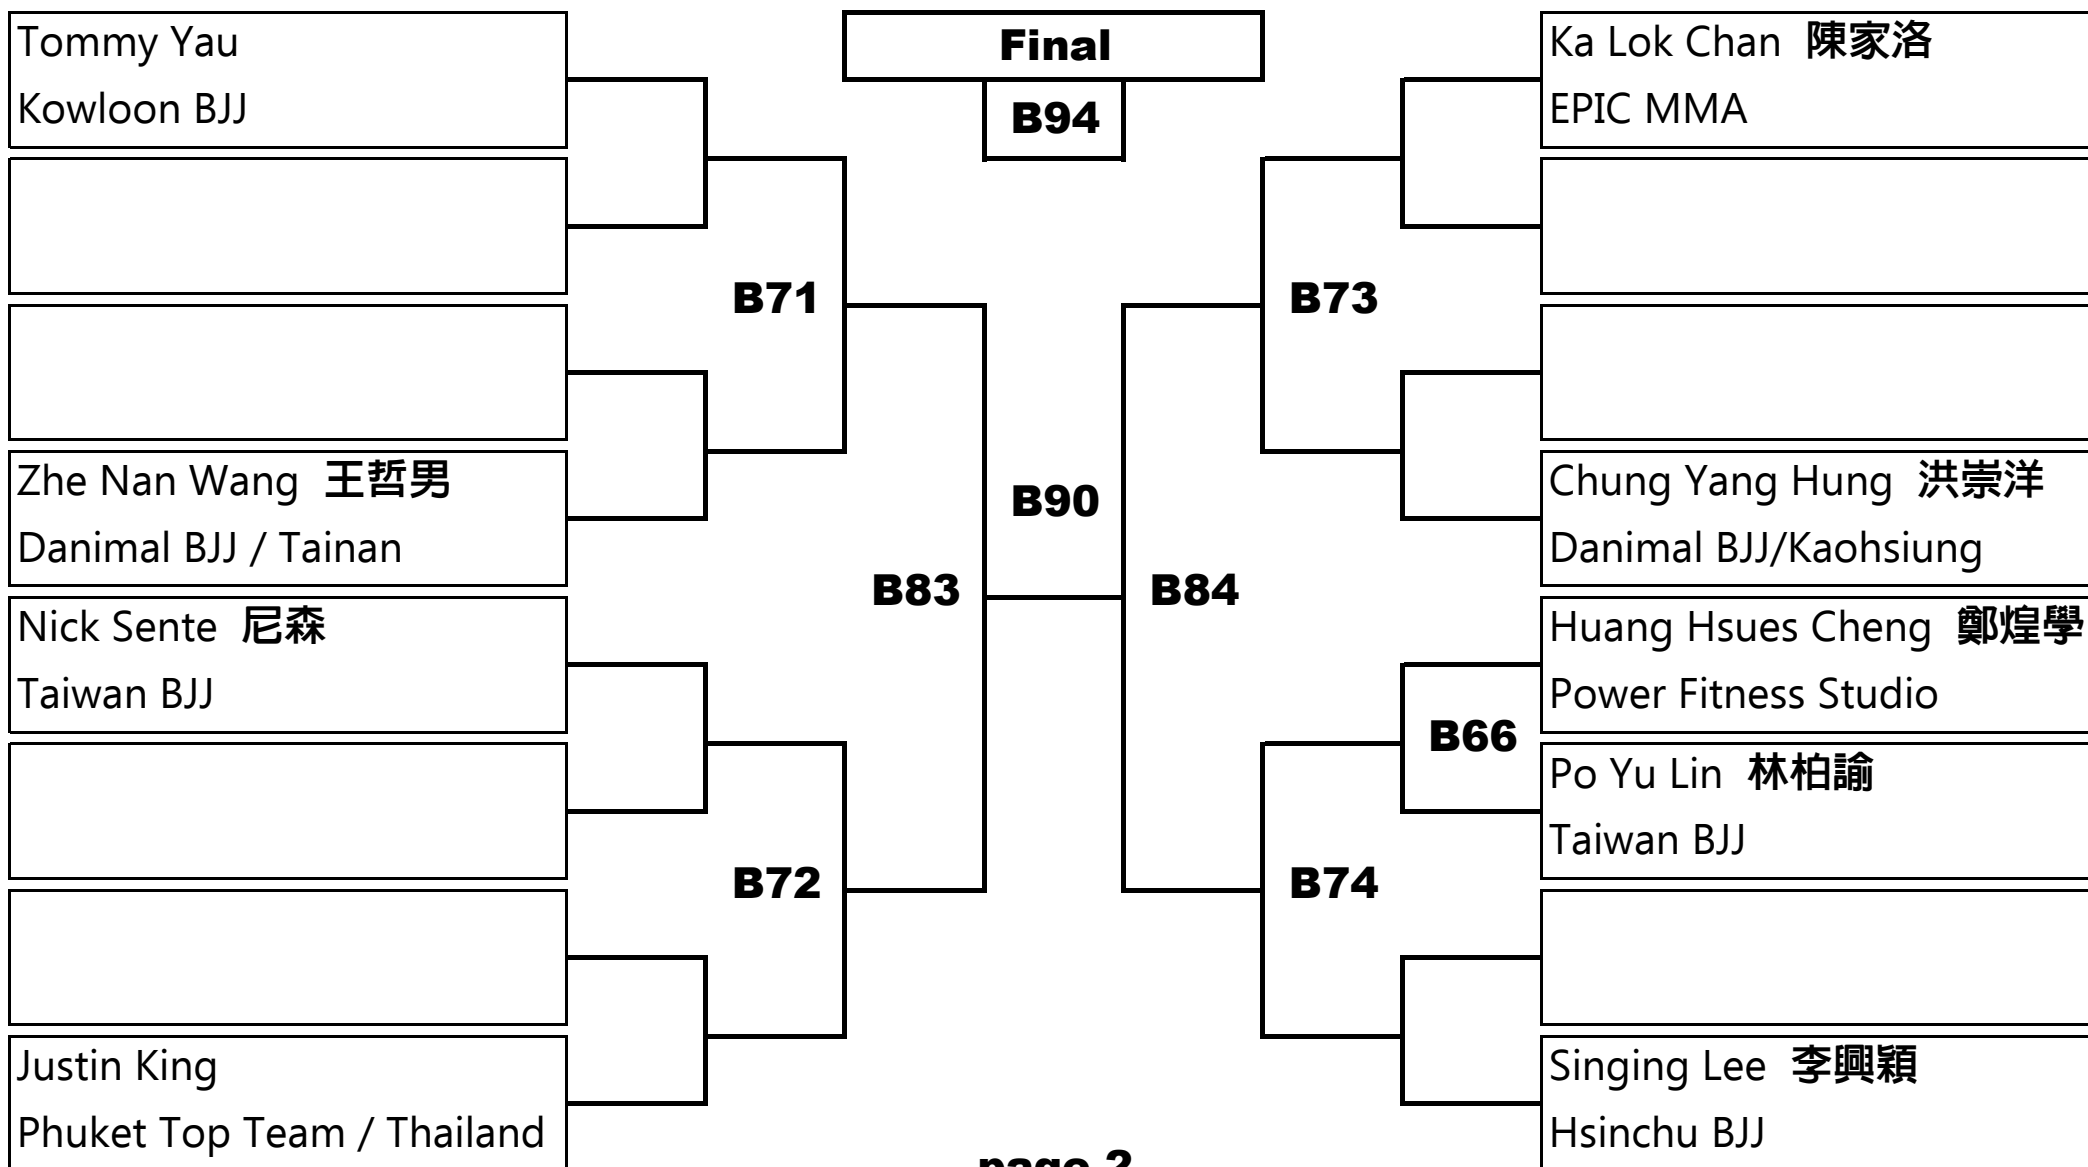 Tommy Yau
Kowloon BJJ
Zhe Nan Wang 王哲男
Danimal BJJ / Tainan
Nick Sente 尼森
Taiwan BJJ
Justin King
Phuket Top Team / Thailand
B71
B72
B83
Final
B94
B90
B84
B73
B74
B66
Ka Lok Chan 陳家洛
EPIC MMA
Chung Yang Hung 洪崇洋
Danimal BJJ/Kaohsiung
Huang Hsues Cheng 鄭煌學
Power Fitness Studio
Po Yu Lin 林柏諭
Taiwan BJJ
Singing Lee 李興穎
Hsinchu BJJ
page 2